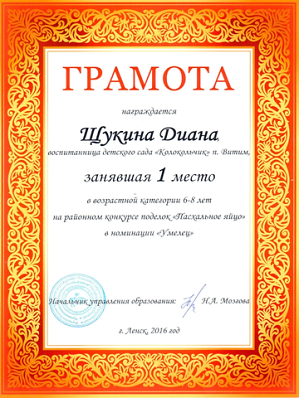 ГРАМОТА
награждается
Щукина Диана
воспитанница детского сада «Колокольчик» п. Витим,
занявшая 1 место
в возрастной категории 6-8 лет
на районном конкурсе поделок «Пасхальное яйцо»
в номинации «Умелец»
Начальник управления образования: Н.А. Мозгова
г. Ленск, 2016 год